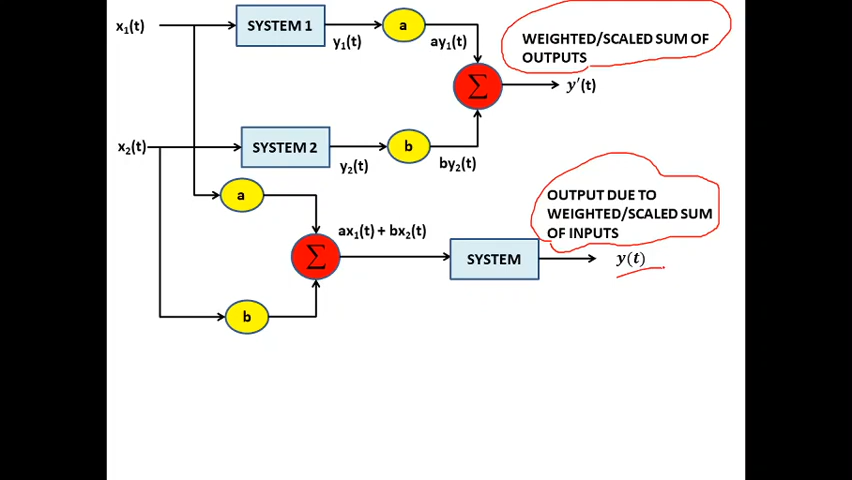 x₁(t)
SYSTEM 1
y₁(t)
a
ay₁(t)
WEIGHTED/SCALED SUM OF
OUTPUTS
Σ
y′(t)
x₂(t)
SYSTEM 2
y₂(t)
b
by₂(t)
a
OUTPUT DUE TO
WEIGHTED/SCALED SUM
OF INPUTS
ax₁(t) + bx₂(t)
Σ
SYSTEM
y(t)
b